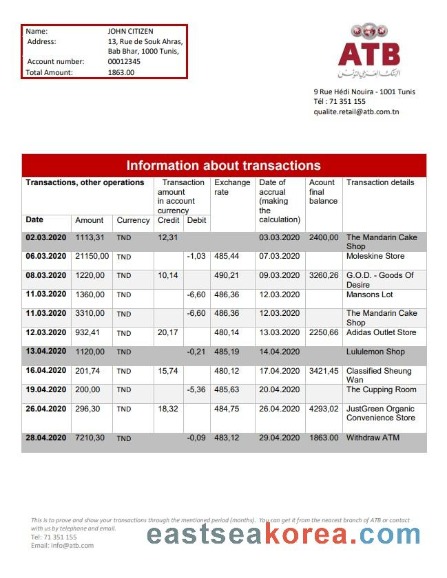 Name: JOHN CITIZEN
Address: 13, Rue de Souk Ahras,
Bab Bhar, 1000 Tunis,
Account number: 00012345
Total Amount: 1863.00
ATB
9 Rue Hédi Nouira - 1001 Tunis
Tél : 71 351 155
qualite.retail@atb.com.tn
Information about transactions
Transactions, other operations
Transaction amount in account currency
Exchange rate
Date of accrual (making the calculation)
Acount final balance
Transaction details
Date Amount Currency Credit Debit
02.03.2020 1113,31 TND 12,31 03.03.2020 2400,00 The Mandarin Cake Shop
06.03.2020 21150,00 TND -1,03 485,44 07.03.2020 Moleskine Store
08.03.2020 1220,00 TND 10,14 490,21 09.03.2020 3260,26 G.O.D. - Goods Of Desire
11.03.2020 1360,00 TND -6,60 486,36 12.03.2020 Mansons Lot
11.03.2020 3310,00 TND -6,60 486,36 12.03.2020 The Mandarin Cake Shop
12.03.2020 932,41 TND 20,17 480,14 13.03.2020 2250,66 Adidas Outlet Store
13.04.2020 1120,00 TND -0,21 485,19 14.04.2020 Lululemon Shop
16.04.2020 201,74 TND 15,74 480,12 17.04.2020 3421,45 Classified Sheung Wan
19.04.2020 200,00 TND -5,36 485,63 20.04.2020 The Cupping Room
26.04.2020 296,30 TND 18,32 484,75 26.04.2020 4293,02 JustGreen Organic Convenience Store
28.04.2020 7210,30 TND -0,09 483,12 29.04.2020 1863.00 Withdraw ATM
This is to prove and show your transactions through the mentioned period (months). You can get it from the neared branch of ATB or contact
with us by telephone and email.
Tel: 71 351 155
Email: info@atb.com
eastseakorea.com